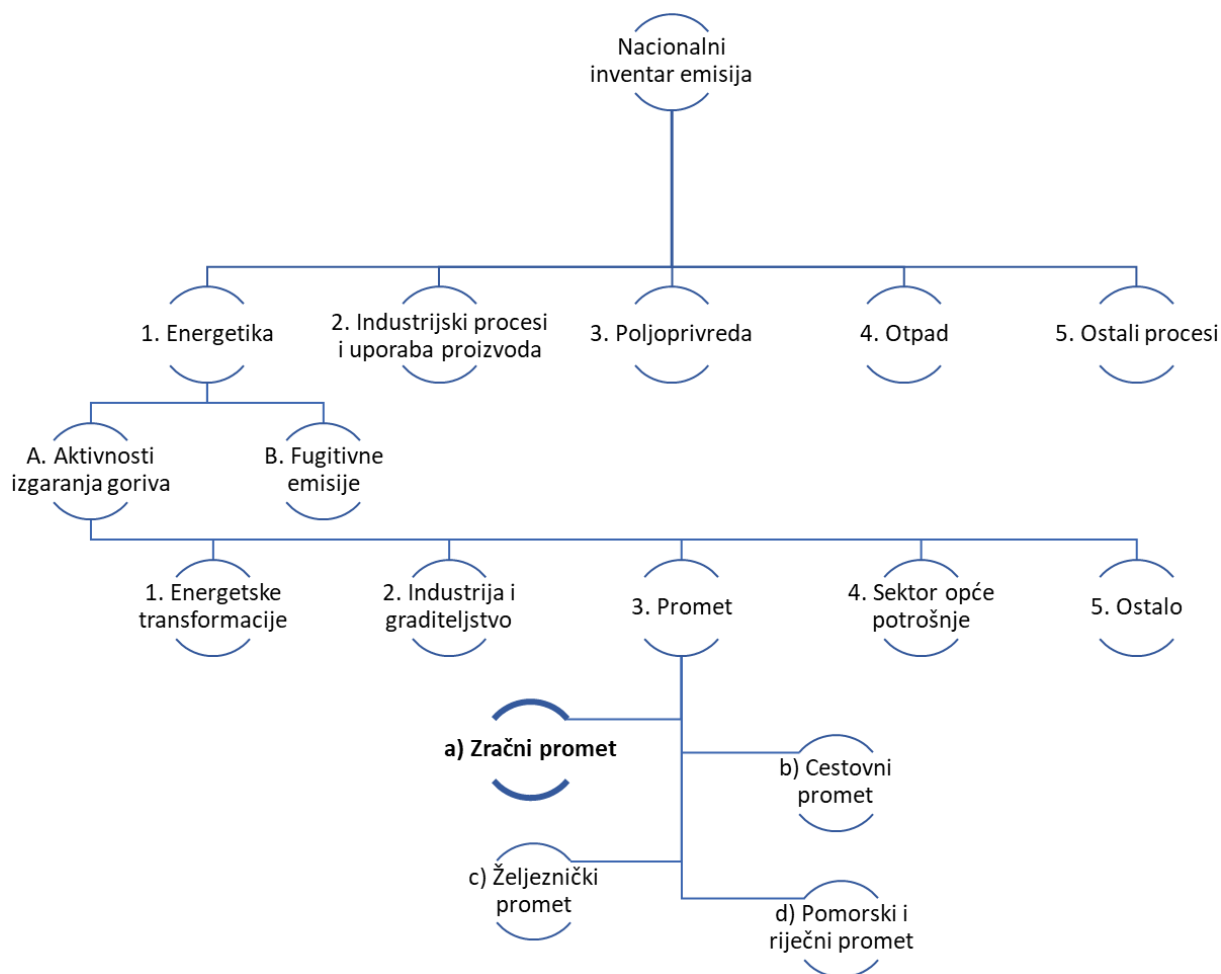 Nacionalni
inventar emisija
1. Energetika
2. Industrijski procesi
i uporaba proizvoda
3. Poljoprivreda
4. Otpad
5. Ostali procesi
A. Aktivnosti
izgaranja goriva
B. Fugitivne
emisije
1. Energetske
transformacije
2. Industrija i
graditeljstvo
3. Promet
4. Sektor opće
potrošnje
5. Ostalo
a) Zračni promet
b) Cestovni
promet
c) Željeznički
promet
d) Pomorski i
riječni promet